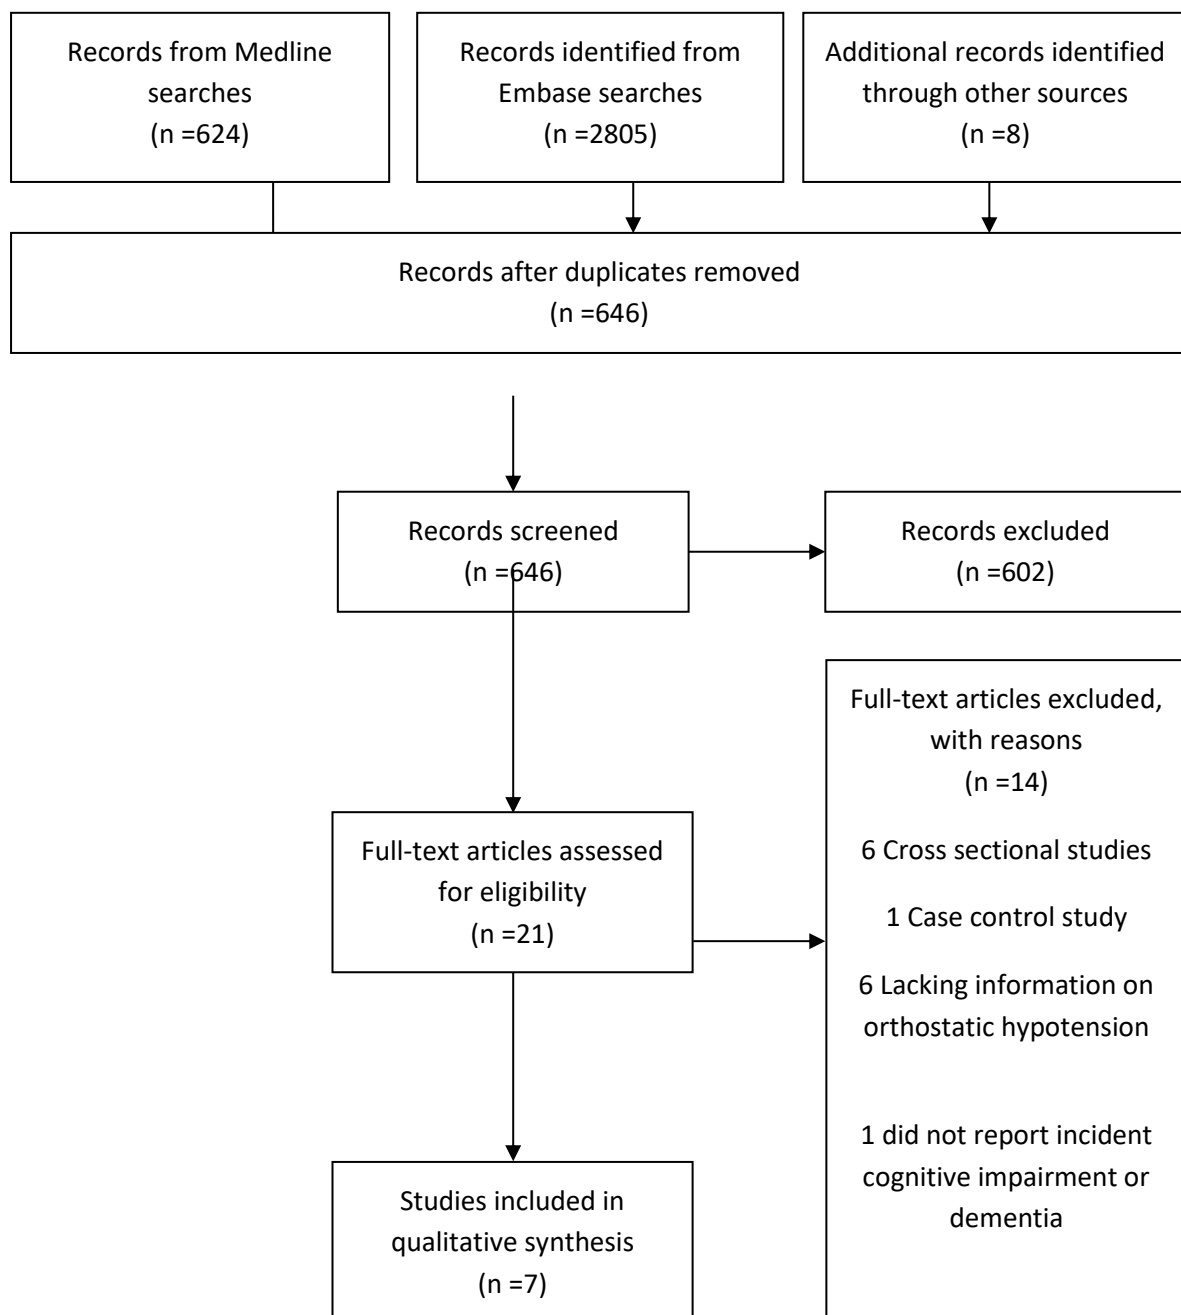 Records from Medline
searches
(n =624)
Records identified from
Embase searches
(n =2805)
Additional records identified
through other sources
(n =8)
Records after duplicates removed
(n =646)
Records screened
(n =646)
Records excluded
(n =602)
Full-text articles assessed
for eligibility
(n =21)
Full-text articles excluded,
with reasons
(n =14)
6 Cross sectional studies
1 Case control study
6 Lacking information on
orthostatic hypotension
1 did not report incident
cognitive impairment or
dementia
Studies included in
qualitative synthesis
(n =7)